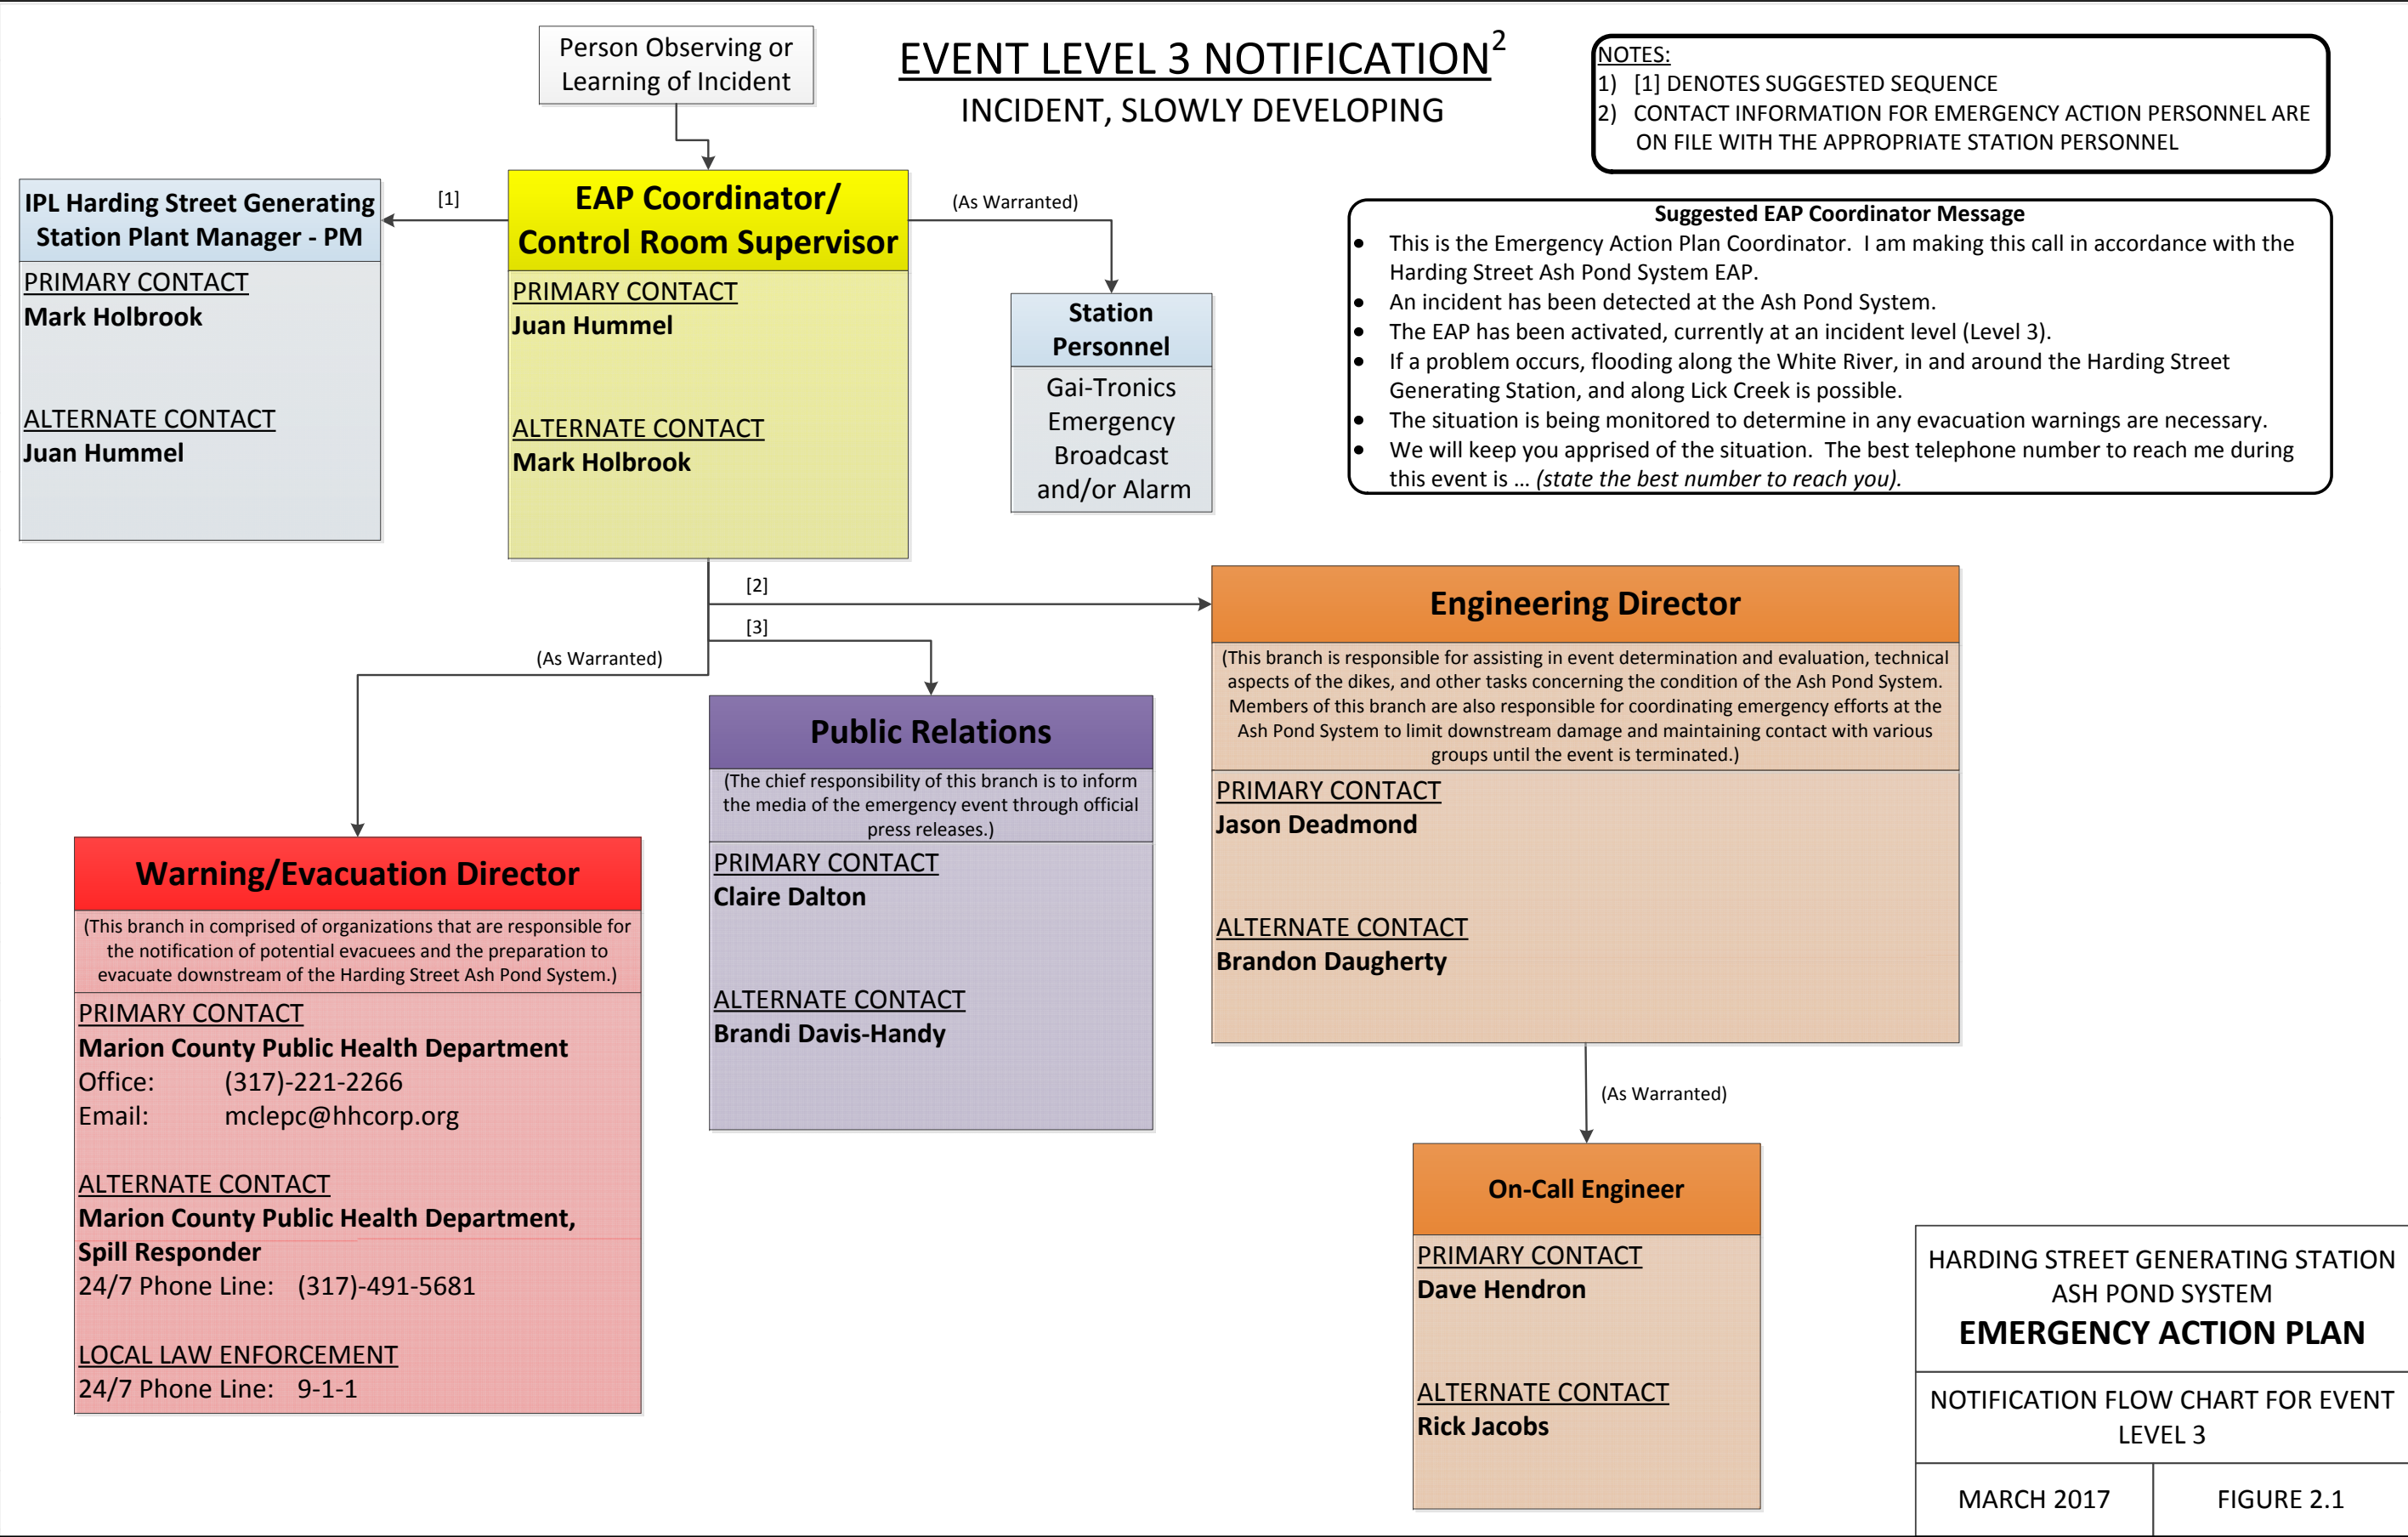 Person Observing or
Learning of Incident
EVENT LEVEL 3 NOTIFICATION2
INCIDENT, SLOWLY DEVELOPING
NOTES:
1) [1] DENOTES SUGGESTED SEQUENCE
2) CONTACT INFORMATION FOR EMERGENCY ACTION PERSONNEL ARE
ON FILE WITH THE APPROPRIATE STATION PERSONNEL
IPL Harding Street Generating
Station Plant Manager - PM
PRIMARY CONTACT
Mark Holbrook
ALTERNATE CONTACT
Juan Hummel
[1]
EAP Coordinator/
Control Room Supervisor
PRIMARY CONTACT
Juan Hummel
ALTERNATE CONTACT
Mark Holbrook
(As Warranted)
Station
Personnel
Gai-Tronics
Emergency
Broadcast
and/or Alarm
Suggested EAP Coordinator Message
• This is the Emergency Action Plan Coordinator. I am making this call in accordance with the
Harding Street Ash Pond System EAP.
• An incident has been detected at the Ash Pond System.
• The EAP has been activated, currently at an incident level (Level 3).
• If a problem occurs, flooding along the White River, in and around the Harding Street
Generating Station, and along Lick Creek is possible.
• The situation is being monitored to determine in any evacuation warnings are necessary.
• We will keep you apprised of the situation. The best telephone number to reach me during
this event is … (state the best number to reach you).
[2]
[3]
(As Warranted)
Engineering Director
(This branch is responsible for assisting in event determination and evaluation, technical
aspects of the dikes, and other tasks concerning the condition of the Ash Pond System.
Members of this branch are also responsible for coordinating emergency efforts at the
Ash Pond System to limit downstream damage and maintaining contact with various
groups until the event is terminated.)
PRIMARY CONTACT
Jason Deadmond
ALTERNATE CONTACT
Brandon Daugherty
Public Relations
(The chief responsibility of this branch is to inform
the media of the emergency event through official
press releases.)
PRIMARY CONTACT
Claire Dalton
ALTERNATE CONTACT
Brandi Davis-Handy
Warning/Evacuation Director
(This branch in comprised of organizations that are responsible for
the notification of potential evacuees and the preparation to
evacuate downstream of the Harding Street Ash Pond System.)
PRIMARY CONTACT
Marion County Public Health Department
Office: (317)-221-2266
Email: mclepc@hhcorp.org
ALTERNATE CONTACT
Marion County Public Health Department,
Spill Responder
24/7 Phone Line: (317)-491-5681
LOCAL LAW ENFORCEMENT
24/7 Phone Line: 9-1-1
(As Warranted)
On-Call Engineer
PRIMARY CONTACT
Dave Hendron
ALTERNATE CONTACT
Rick Jacobs
HARDING STREET GENERATING STATION
ASH POND SYSTEM
EMERGENCY ACTION PLAN
NOTIFICATION FLOW CHART FOR EVENT
LEVEL 3
MARCH 2017
FIGURE 2.1